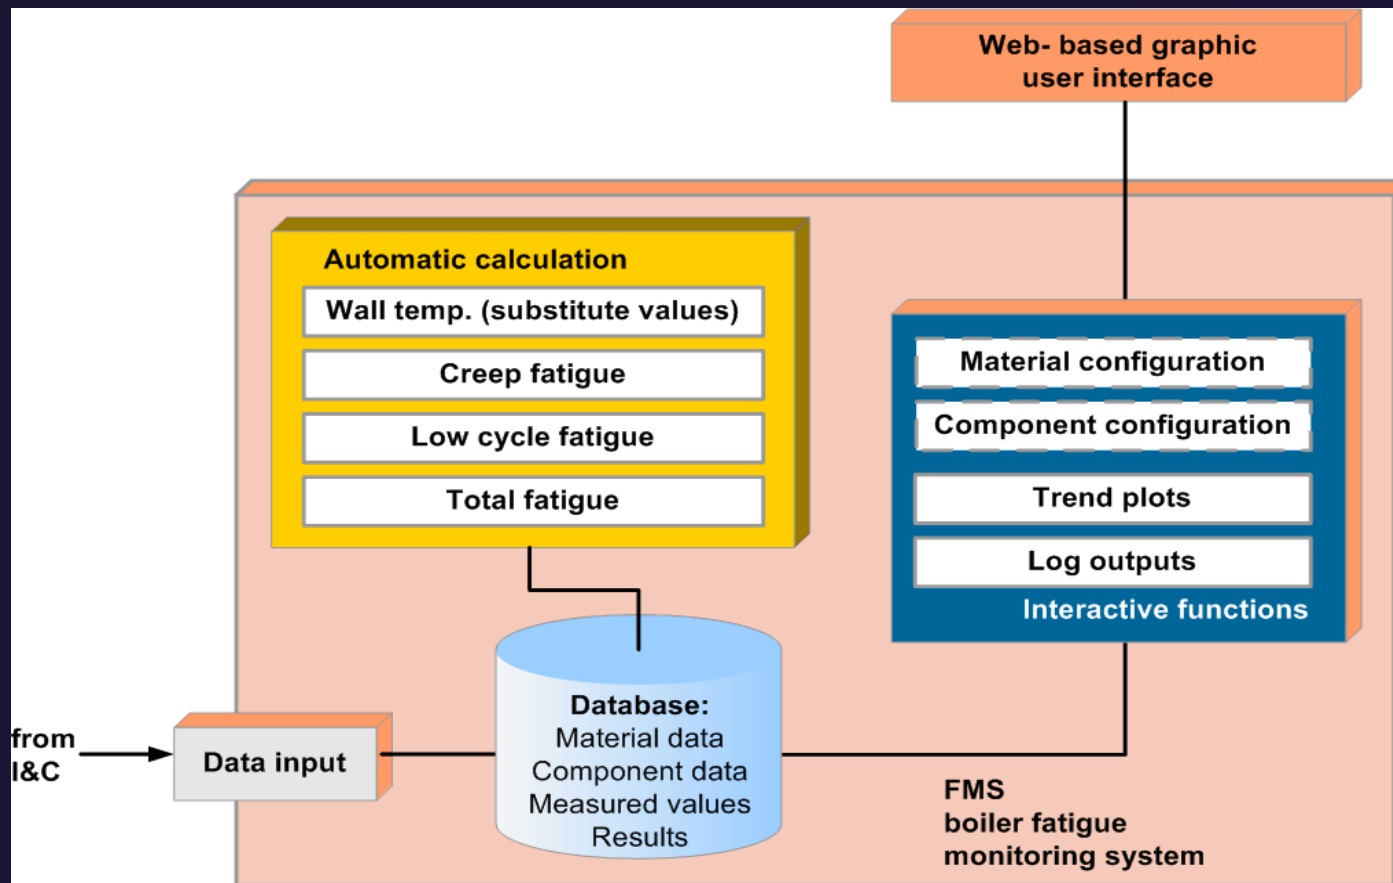 Web- based graphic
user interface
Automatic calculation
Wall temp. (substitute values)
Creep fatigue
Low cycle fatigue
Total fatigue
Material configuration
Component configuration
Trend plots
Log outputs
Interactive functions
from
I&C
Data input
Database:
Material data
Component data
Measured values
Results
FMS
boiler fatigue
monitoring system